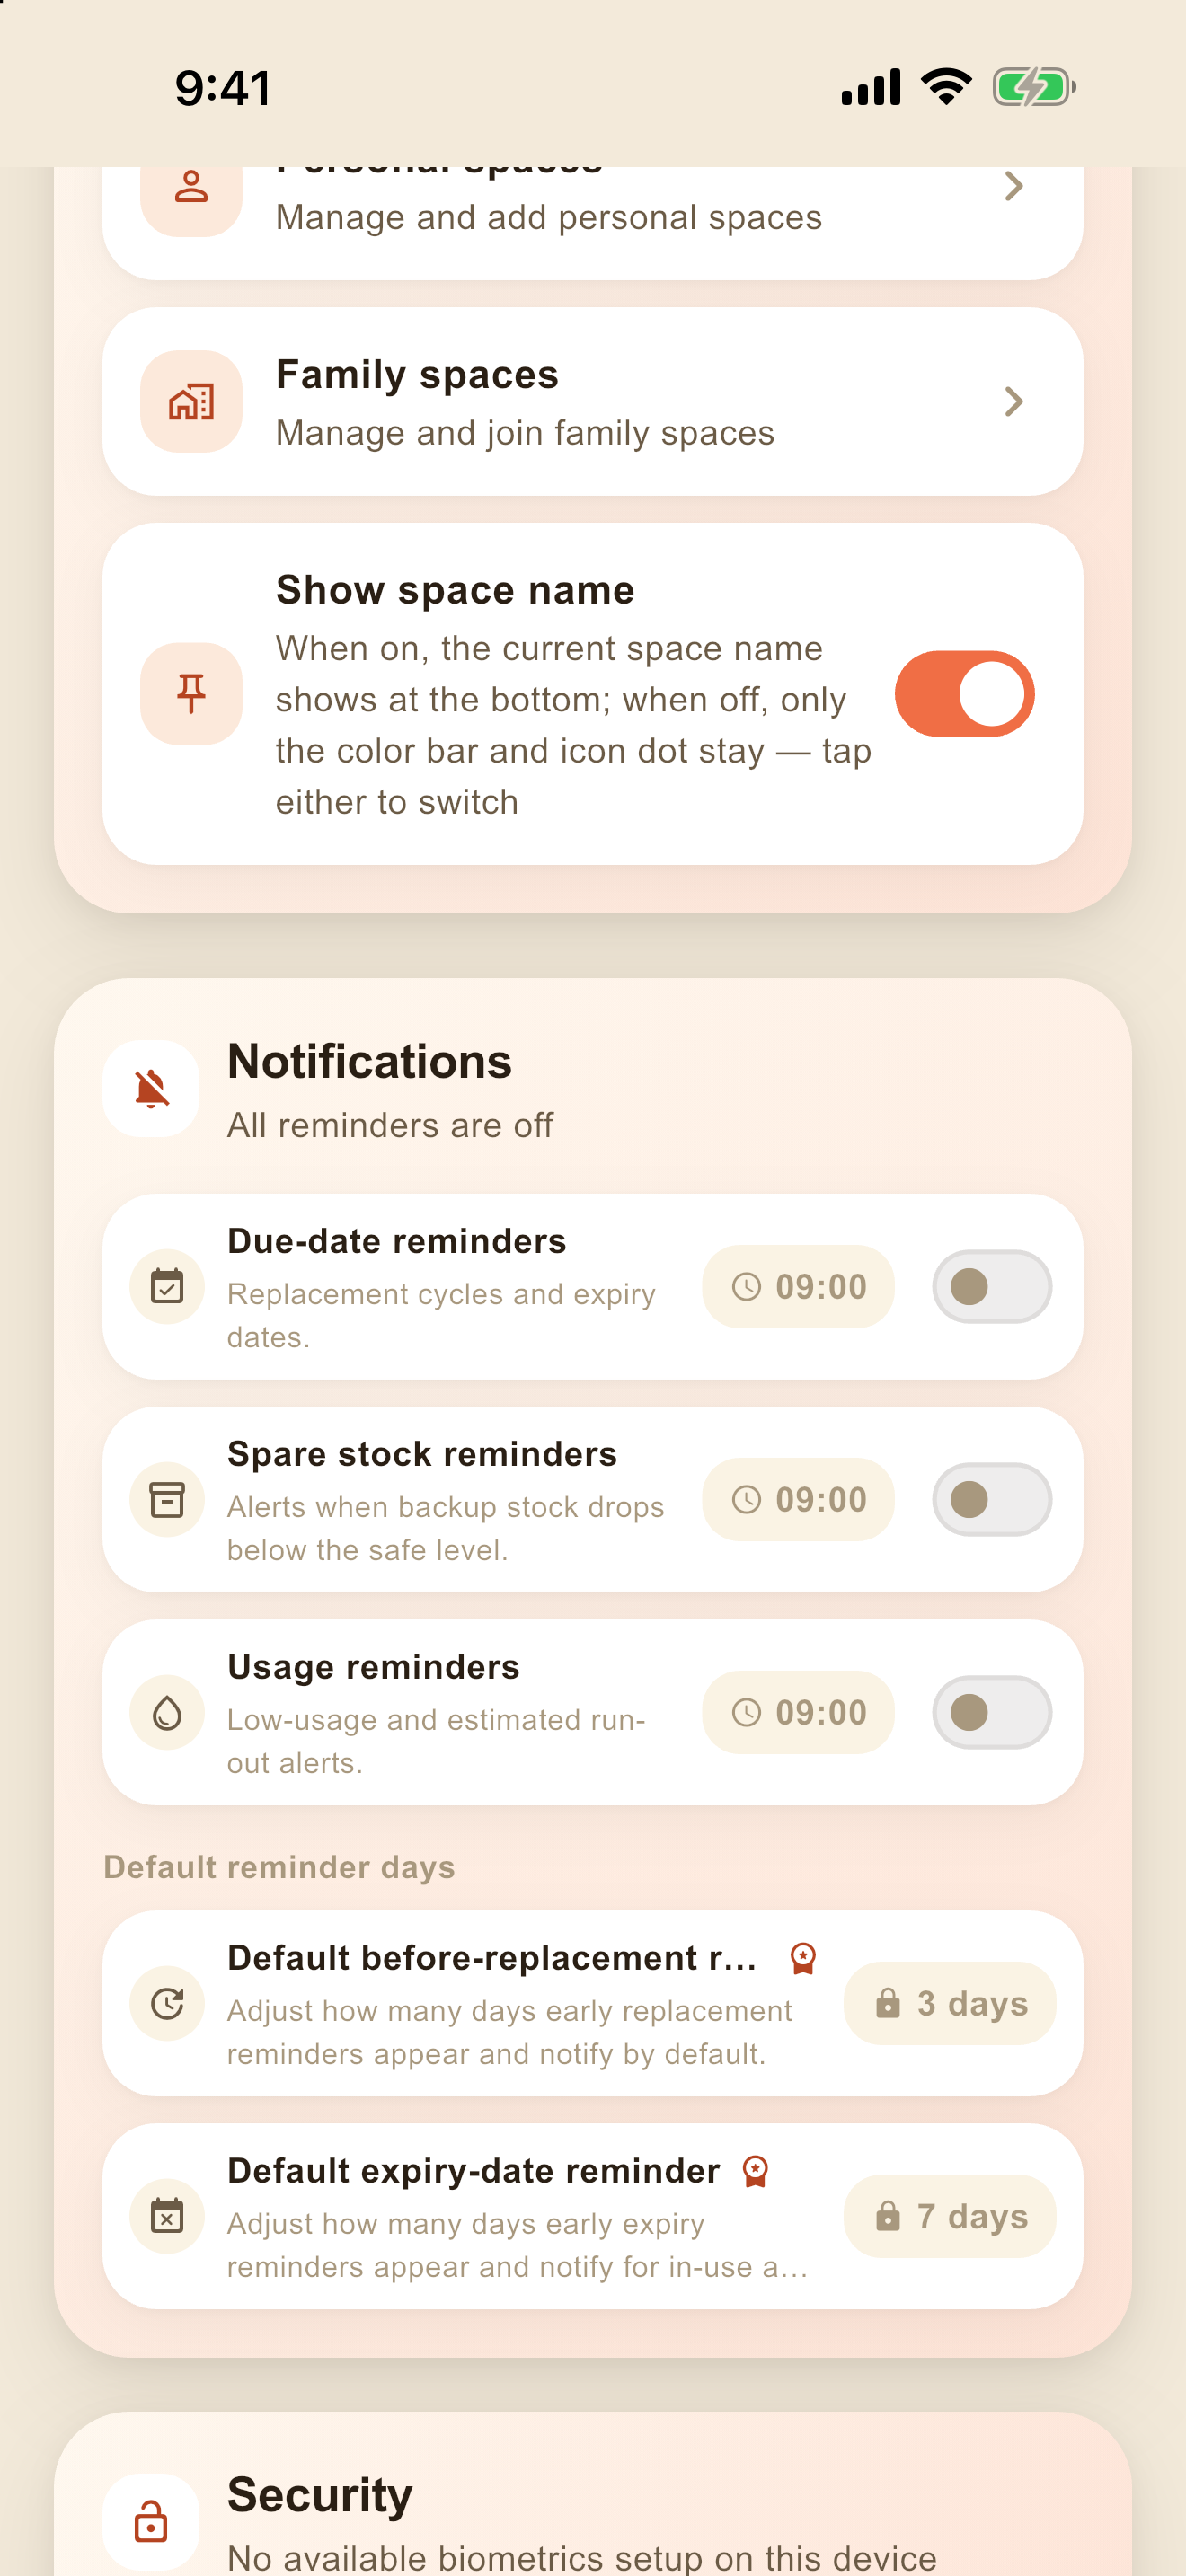 9:41
Personal spaces
Manage and add personal spaces
Family spaces
Manage and join family spaces
Show space name
When on, the current space name
shows at the bottom; when off, only
the color bar and icon dot stay — tap
either to switch
Notifications
All reminders are off
Due-date reminders
Replacement cycles and expiry
dates.
09:00
Spare stock reminders
Alerts when backup stock drops
below the safe level.
09:00
Usage reminders
Low-usage and estimated run-
out alerts.
09:00
Default reminder days
Default before-replacement r...
Adjust how many days early replacement
reminders appear and notify by default.
3 days
Default expiry-date reminder
Adjust how many days early expiry
reminders appear and notify for in-use a...
7 days
Security
No available biometrics setup on this device